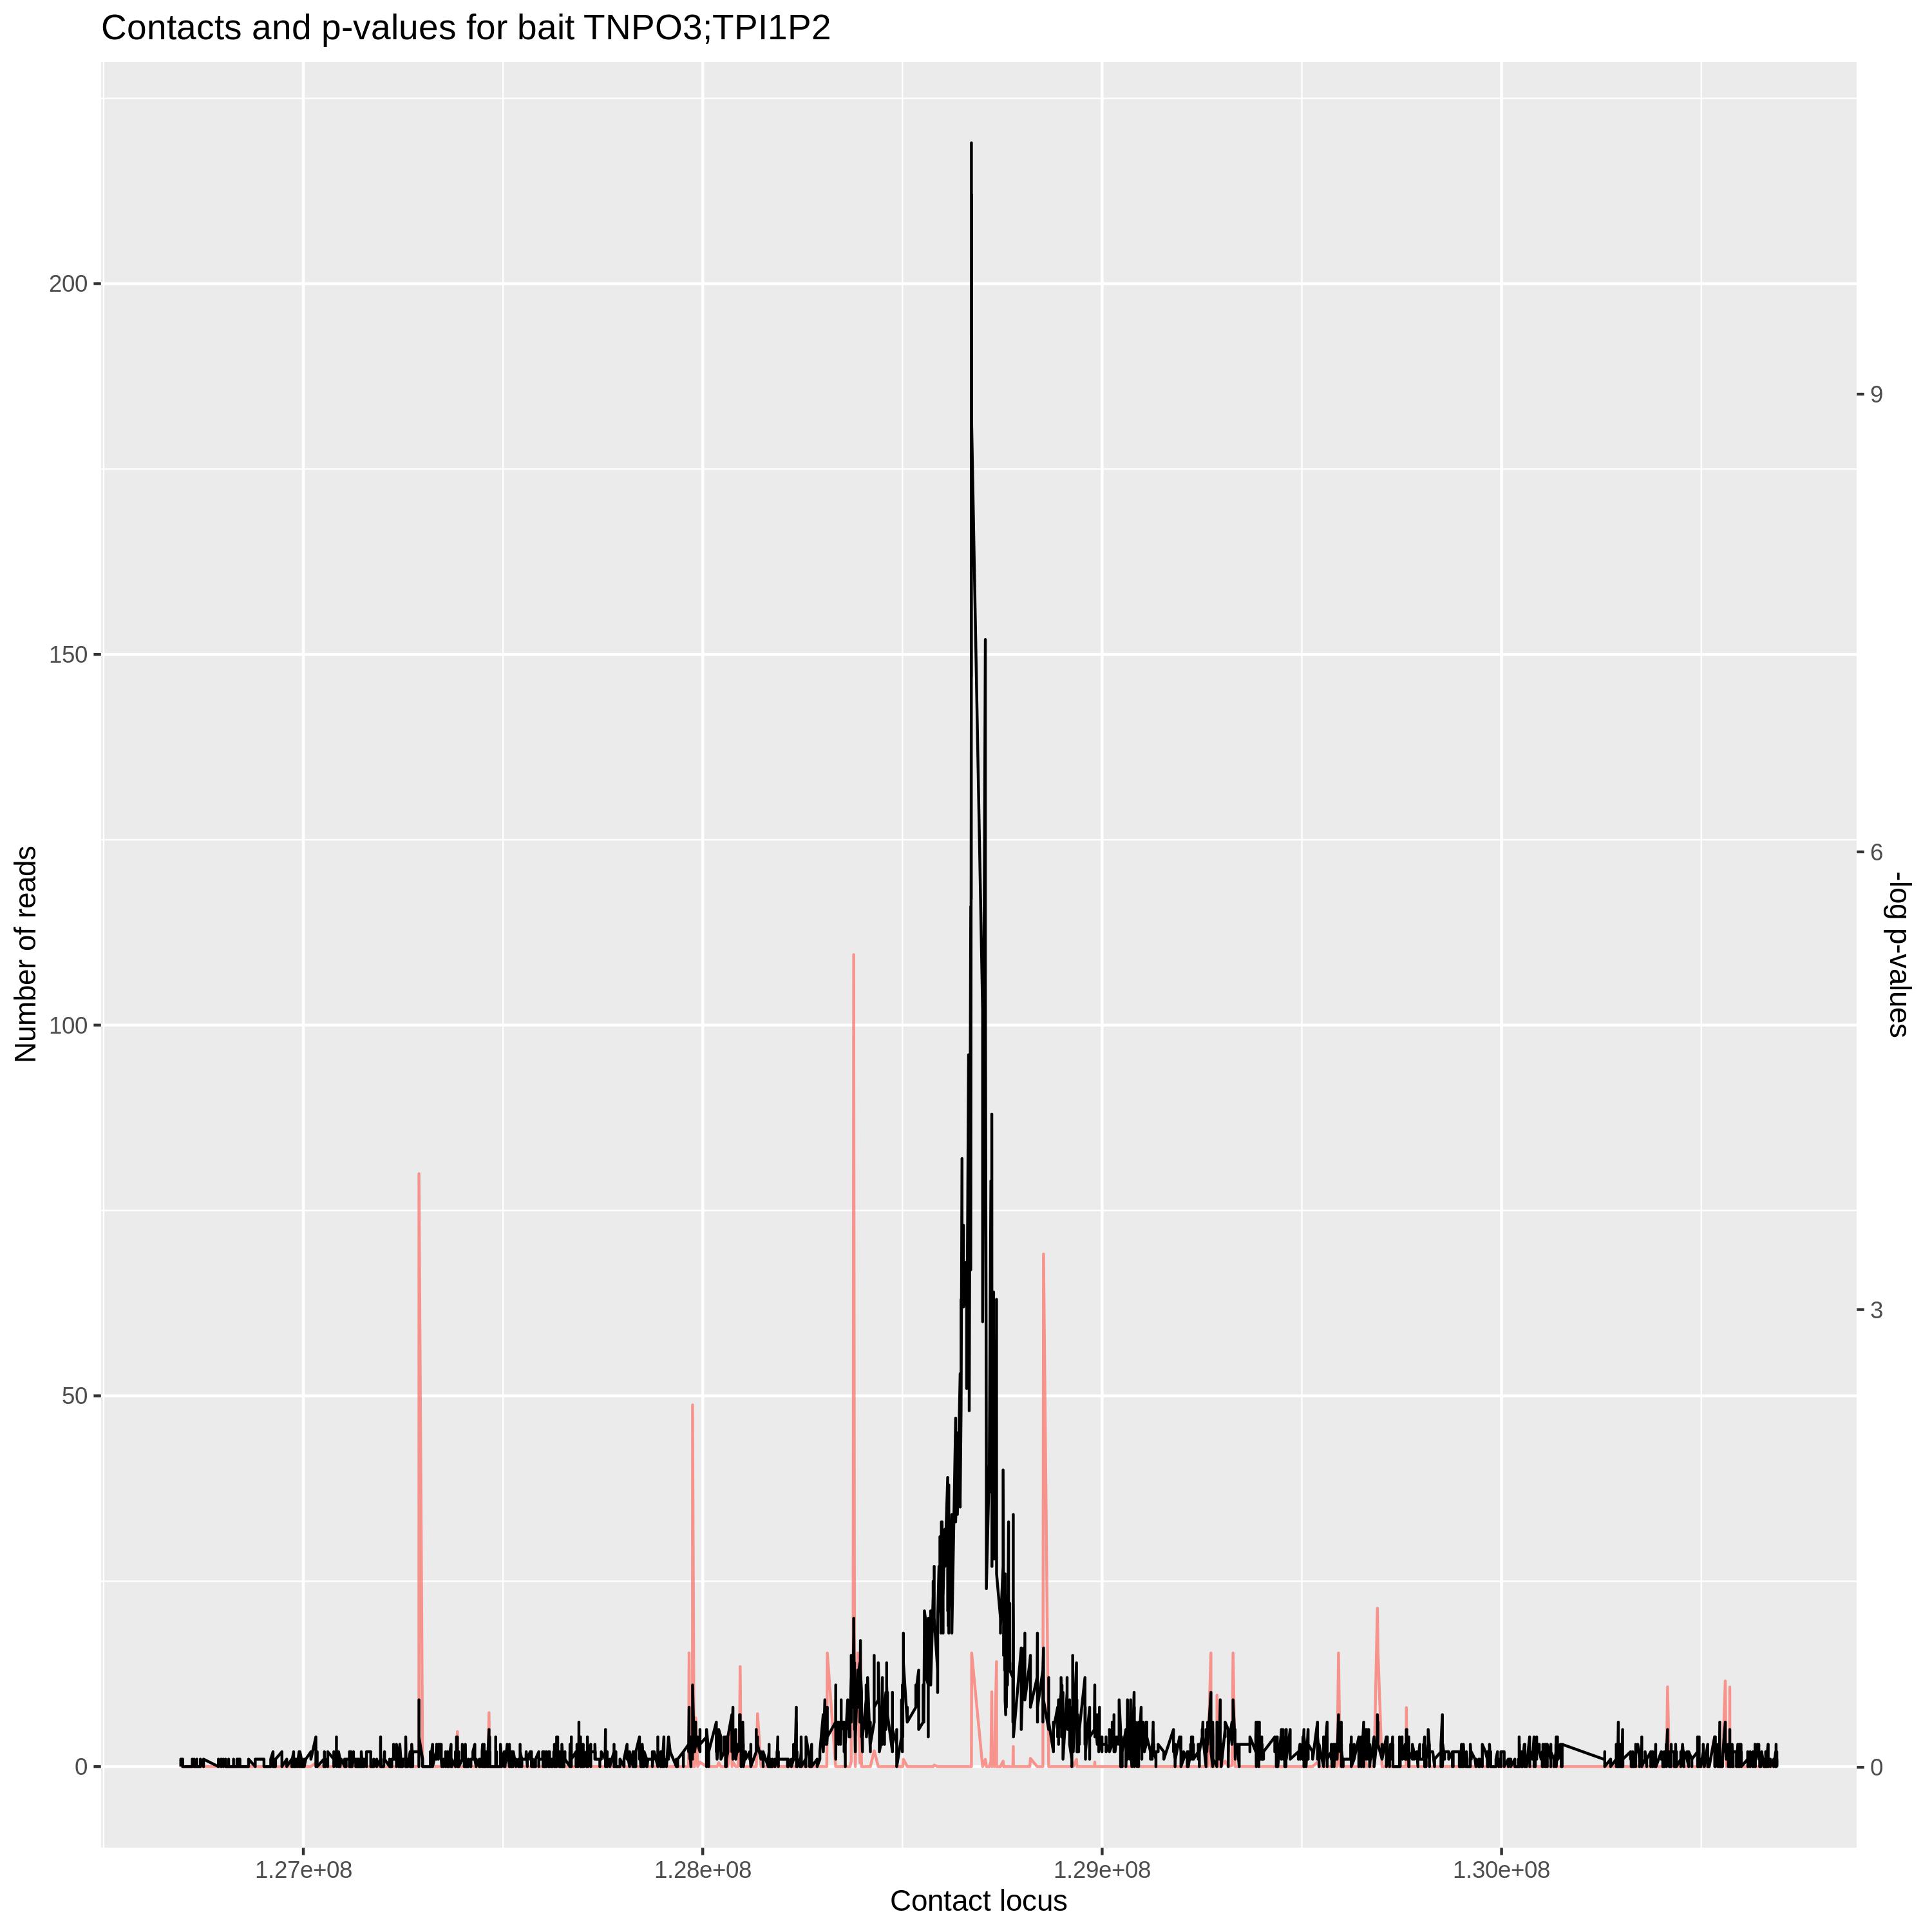 Contacts and p-values for bait TNPO3;TPI1P2
Number of reads
200
150
100
50
0
9
6
3
0
-log p-values
1.27e+08
1.28e+08
1.29e+08
1.30e+08
Contact locus